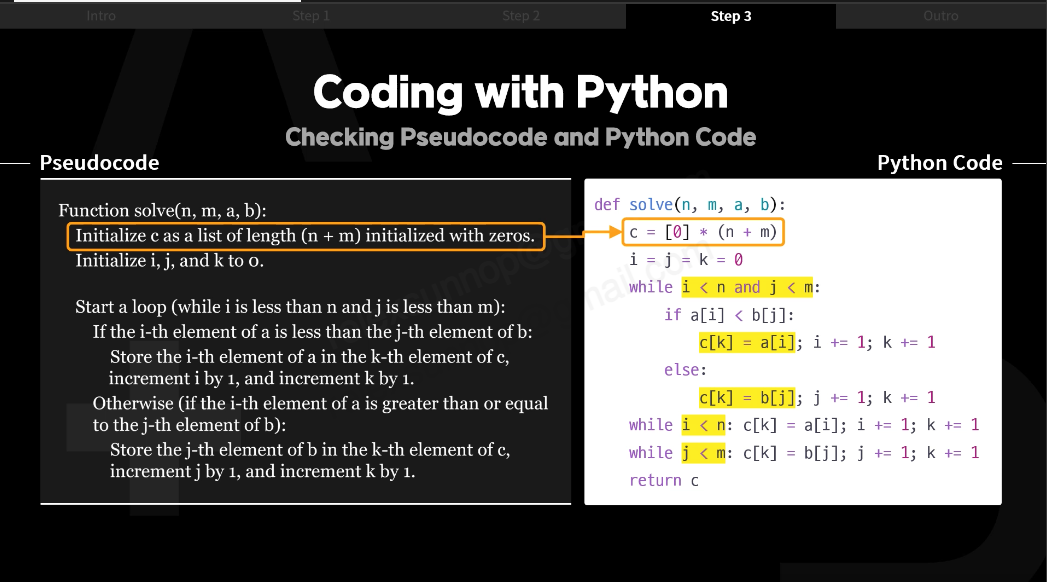 Intro
Step 1
Step 2
Step 3
Outro
Coding with Python
Checking Pseudocode and Python Code
Pseudocode
Python Code
Function solve(n, m, a, b):
Initialize c as a list of length (n + m) initialized with zeros.
Initialize i, j, and k to 0.
Start a loop (while i is less than n and j is less than m):
If the i-th element of a is less than the j-th element of b:
Store the i-th element of a in the k-th element of c,
increment i by 1, and increment k by 1.
Otherwise (if the i-th element of a is greater than or equal
to the j-th element of b):
Store the j-th element of b in the k-th element of c,
increment j by 1, and increment k by 1.
def solve(n, m, a, b):
c = [0] * (n + m)
i = j = k = 0
while i < n and j < m:
if a[i] < b[j]:
c[k] = a[i]; i += 1; k += 1
else:
c[k] = b[j]; j += 1; k += 1
while i < n: c[k] = a[i]; i += 1; k += 1
while j < m: c[k] = b[j]; j += 1; k += 1
return c